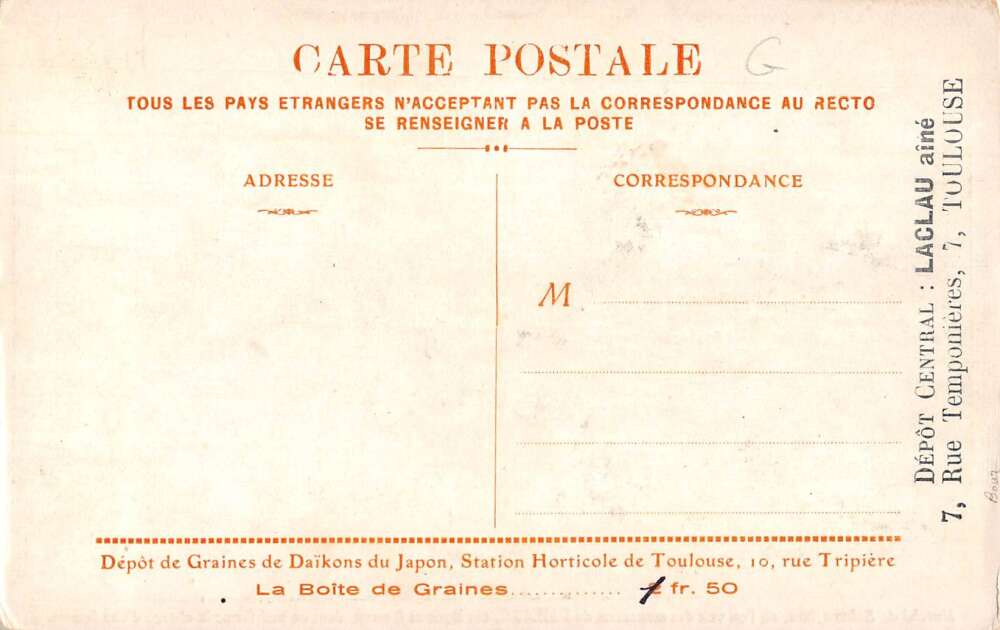 CARTE POSTALE
G
TOUS LES PAYS ETRANGERS N'ACCEPTANT PAS LA CORRESPONDANCE AU RECTO
SE RENSEIGNER A LA POSTE
ADRESSE
CORRESPONDANCE
M
Dépôt de Graines de Daïkons du Japon, Station Horticole de Toulouse, 10, rue Tripière
La Boîte de Graines.............. 1 fr. 50
DÉPÔT CENTRAL : LACLAU aîné
7, Rue Temponières, 7, TOULOUSE